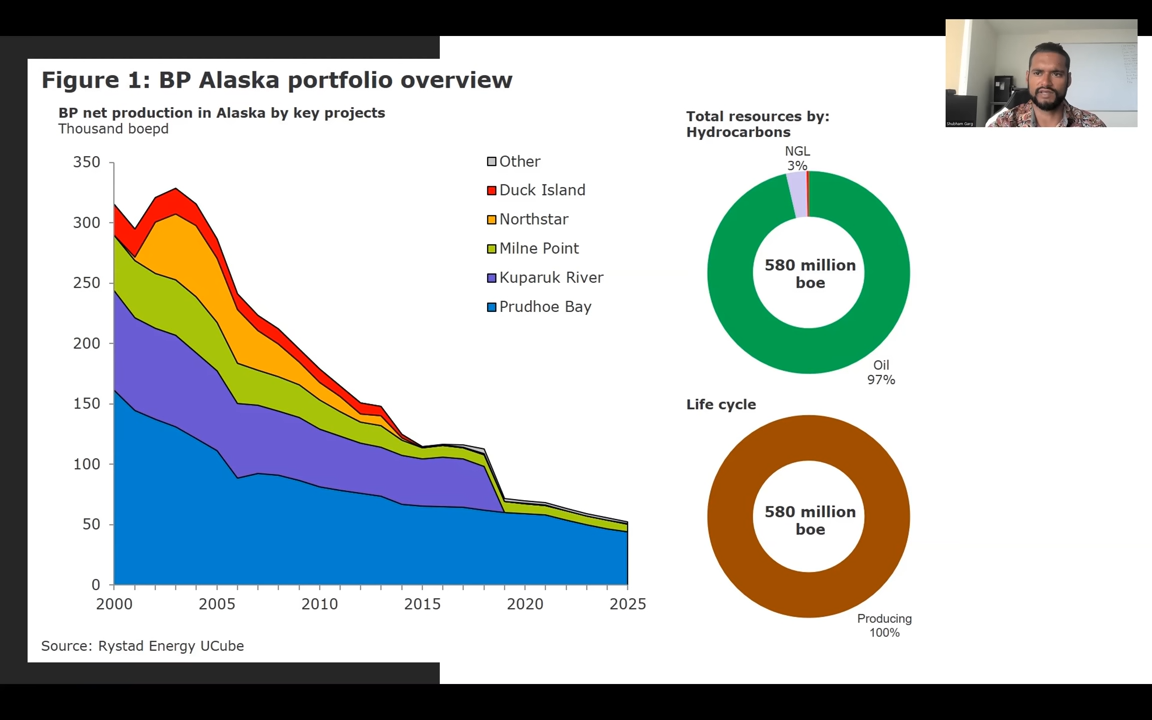 Figure 1: BP Alaska portfolio overview
BP net production in Alaska by key projects
Thousand boepd
350
300
250
200
150
100
50
0
2000
2005
2010
2015
2020
2025
Other
Duck Island
Northstar
Milne Point
Kuparuk River
Prudhoe Bay
Source: Rystad Energy UCube
Total resources by:
Hydrocarbons
NGL
3%
580 million
boe
Oil
97%
Life cycle
580 million
boe
Producing
100%
Shubham Garg